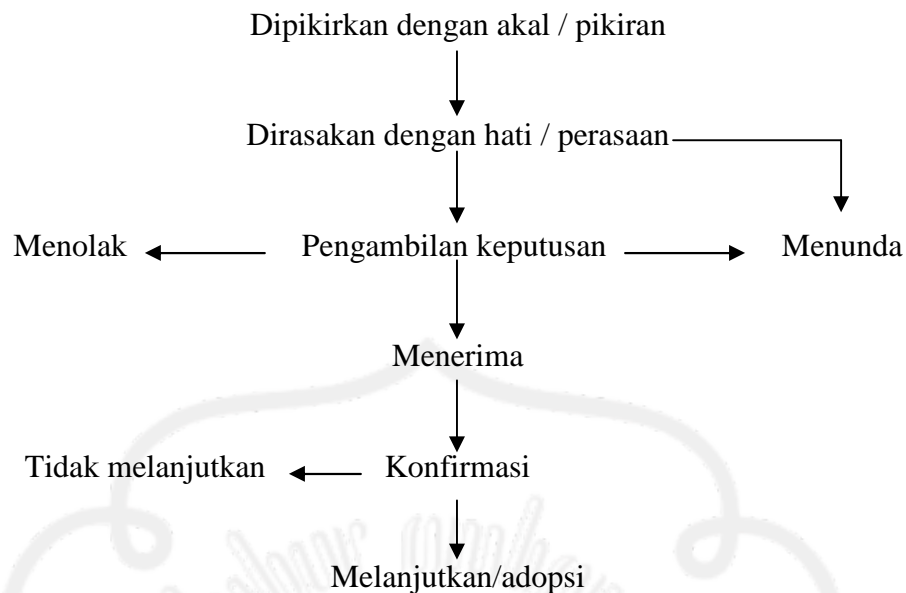 Dipikirkan dengan akal / pikiran
Dirasakan dengan hati / perasaan
Menolak Pengambilan keputusan Menunda
Menerima
Tidak melanjutkan Konfirmasi
Melanjutkan/adopsi